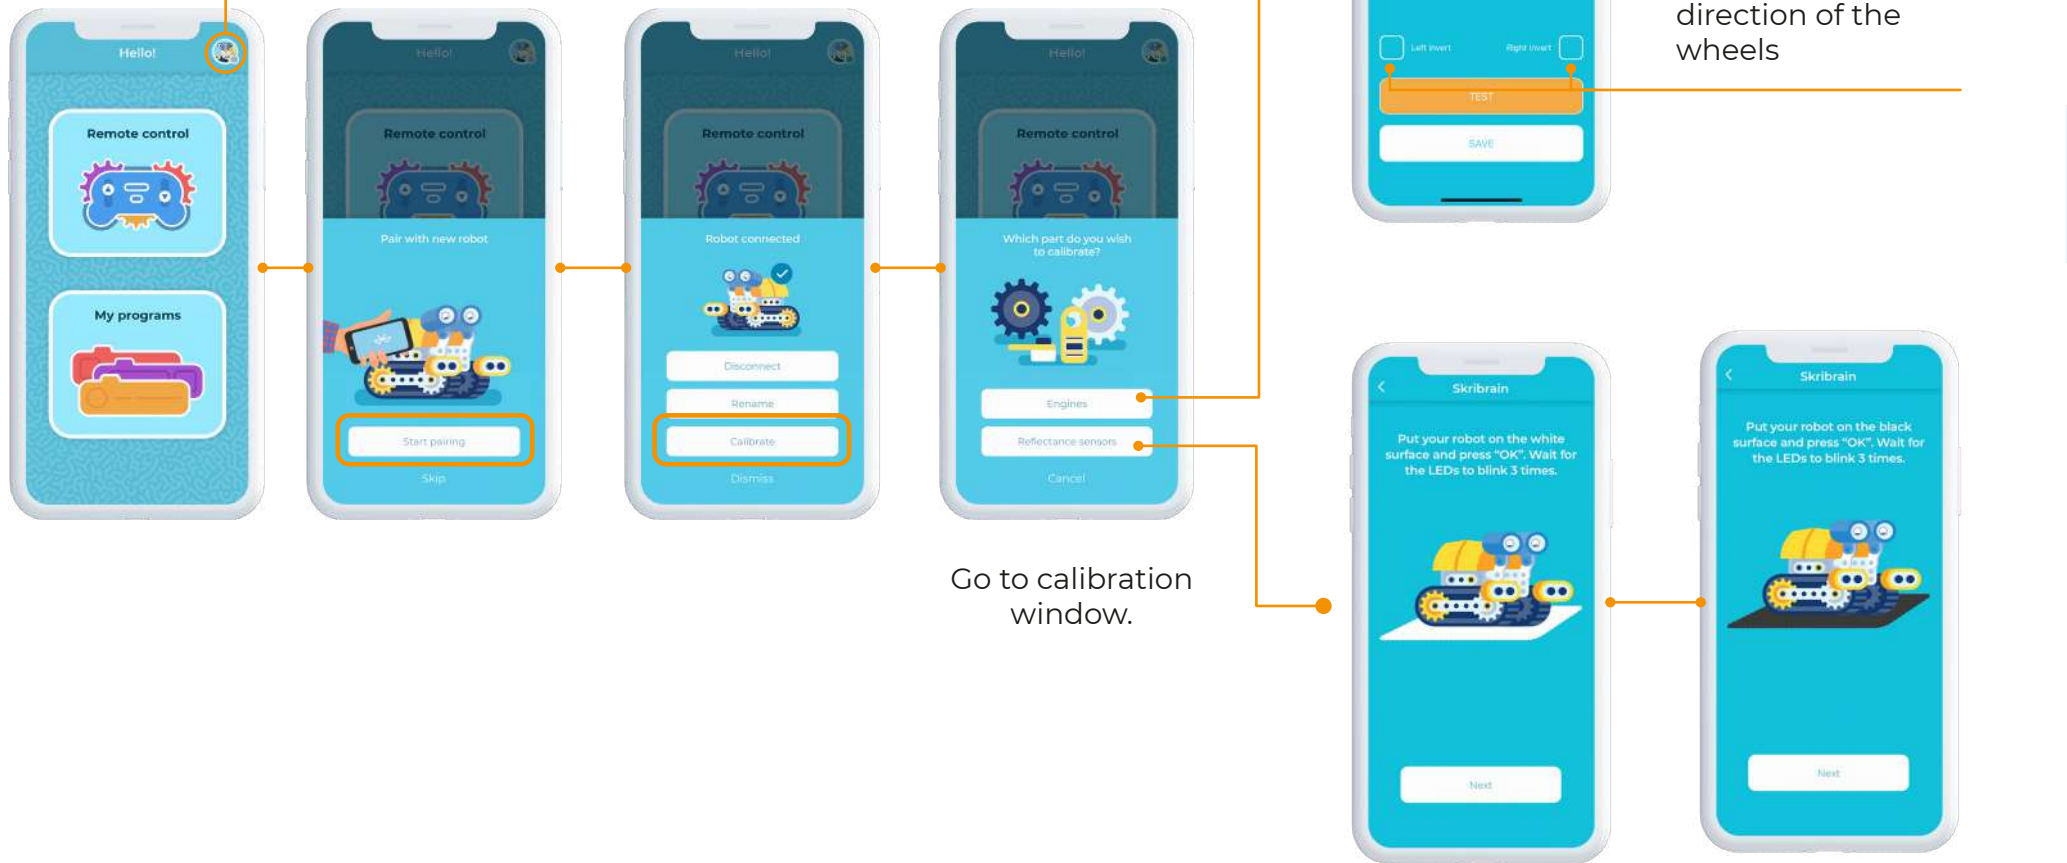 Hello!
Remote control
My programs
Hello!
Remote control
Pair with new robot
Start pairing
Skip
Hello!
Remote control
Robot connected
Disconnect
Rename
Calibrate
Dismiss
Hello!
Remote control
Which part do you wish
to calibrate?
Engines
Reflectance sensors
Cancel
Go to calibration
window.
Left invert
Right invert
TEST
SAVE
direction of the
wheels
Skribrain
Put your robot on the white
surface and press "OK". Wait for
the LEDs to blink 3 times.
Next
Skribrain
Put your robot on the black
surface and press "OK". Wait for
the LEDs to blink 3 times.
Next